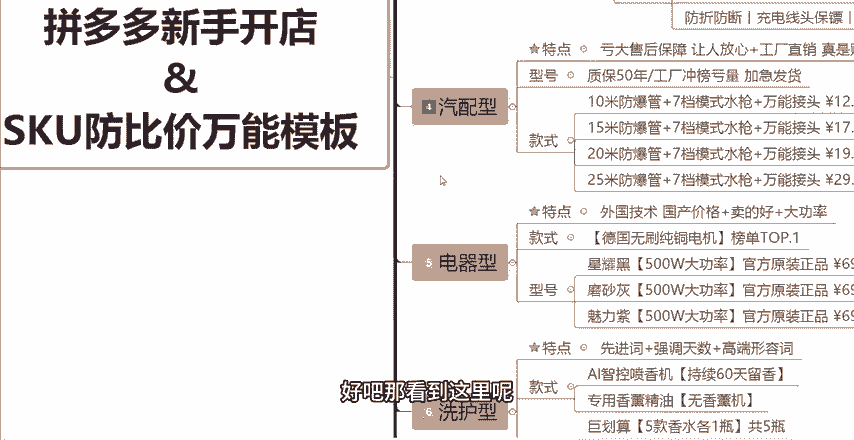 拼多多新手开店
&
SKU防比价万能模板
防折防断丨充电线头保镖丨
4 汽配型
★特点 亏大售后保障 让人放心+工厂直销 真是
型号 质保50年/工厂冲榜亏量 加急发货
款式
10米防爆管+7档模式水枪+万能接头 ¥12.
15米防爆管+7档模式水枪+万能接头 ¥17.
20米防爆管+7档模式水枪+万能接头 ¥19.
25米防爆管+7档模式水枪+万能接头 ¥29.
5 电器型
★特点 外国技术 国产价格+卖的好+大功率
款式 【德国无刷纯铜电机】榜单TOP.1
型号
星耀黑【500W大功率】官方原装正品 ¥69
磨砂灰【500W大功率】官方原装正品 ¥69
魅力紫【500W大功率】官方原装正品 ¥69
6 洗护型
★特点 先进词+强调天数+高端形容词
款式
AI智控喷香机【持续60天留香】
专用香薰精油【无香薰机】
巨划算【5款香水各1瓶】共5瓶
好吧那看到这里呢